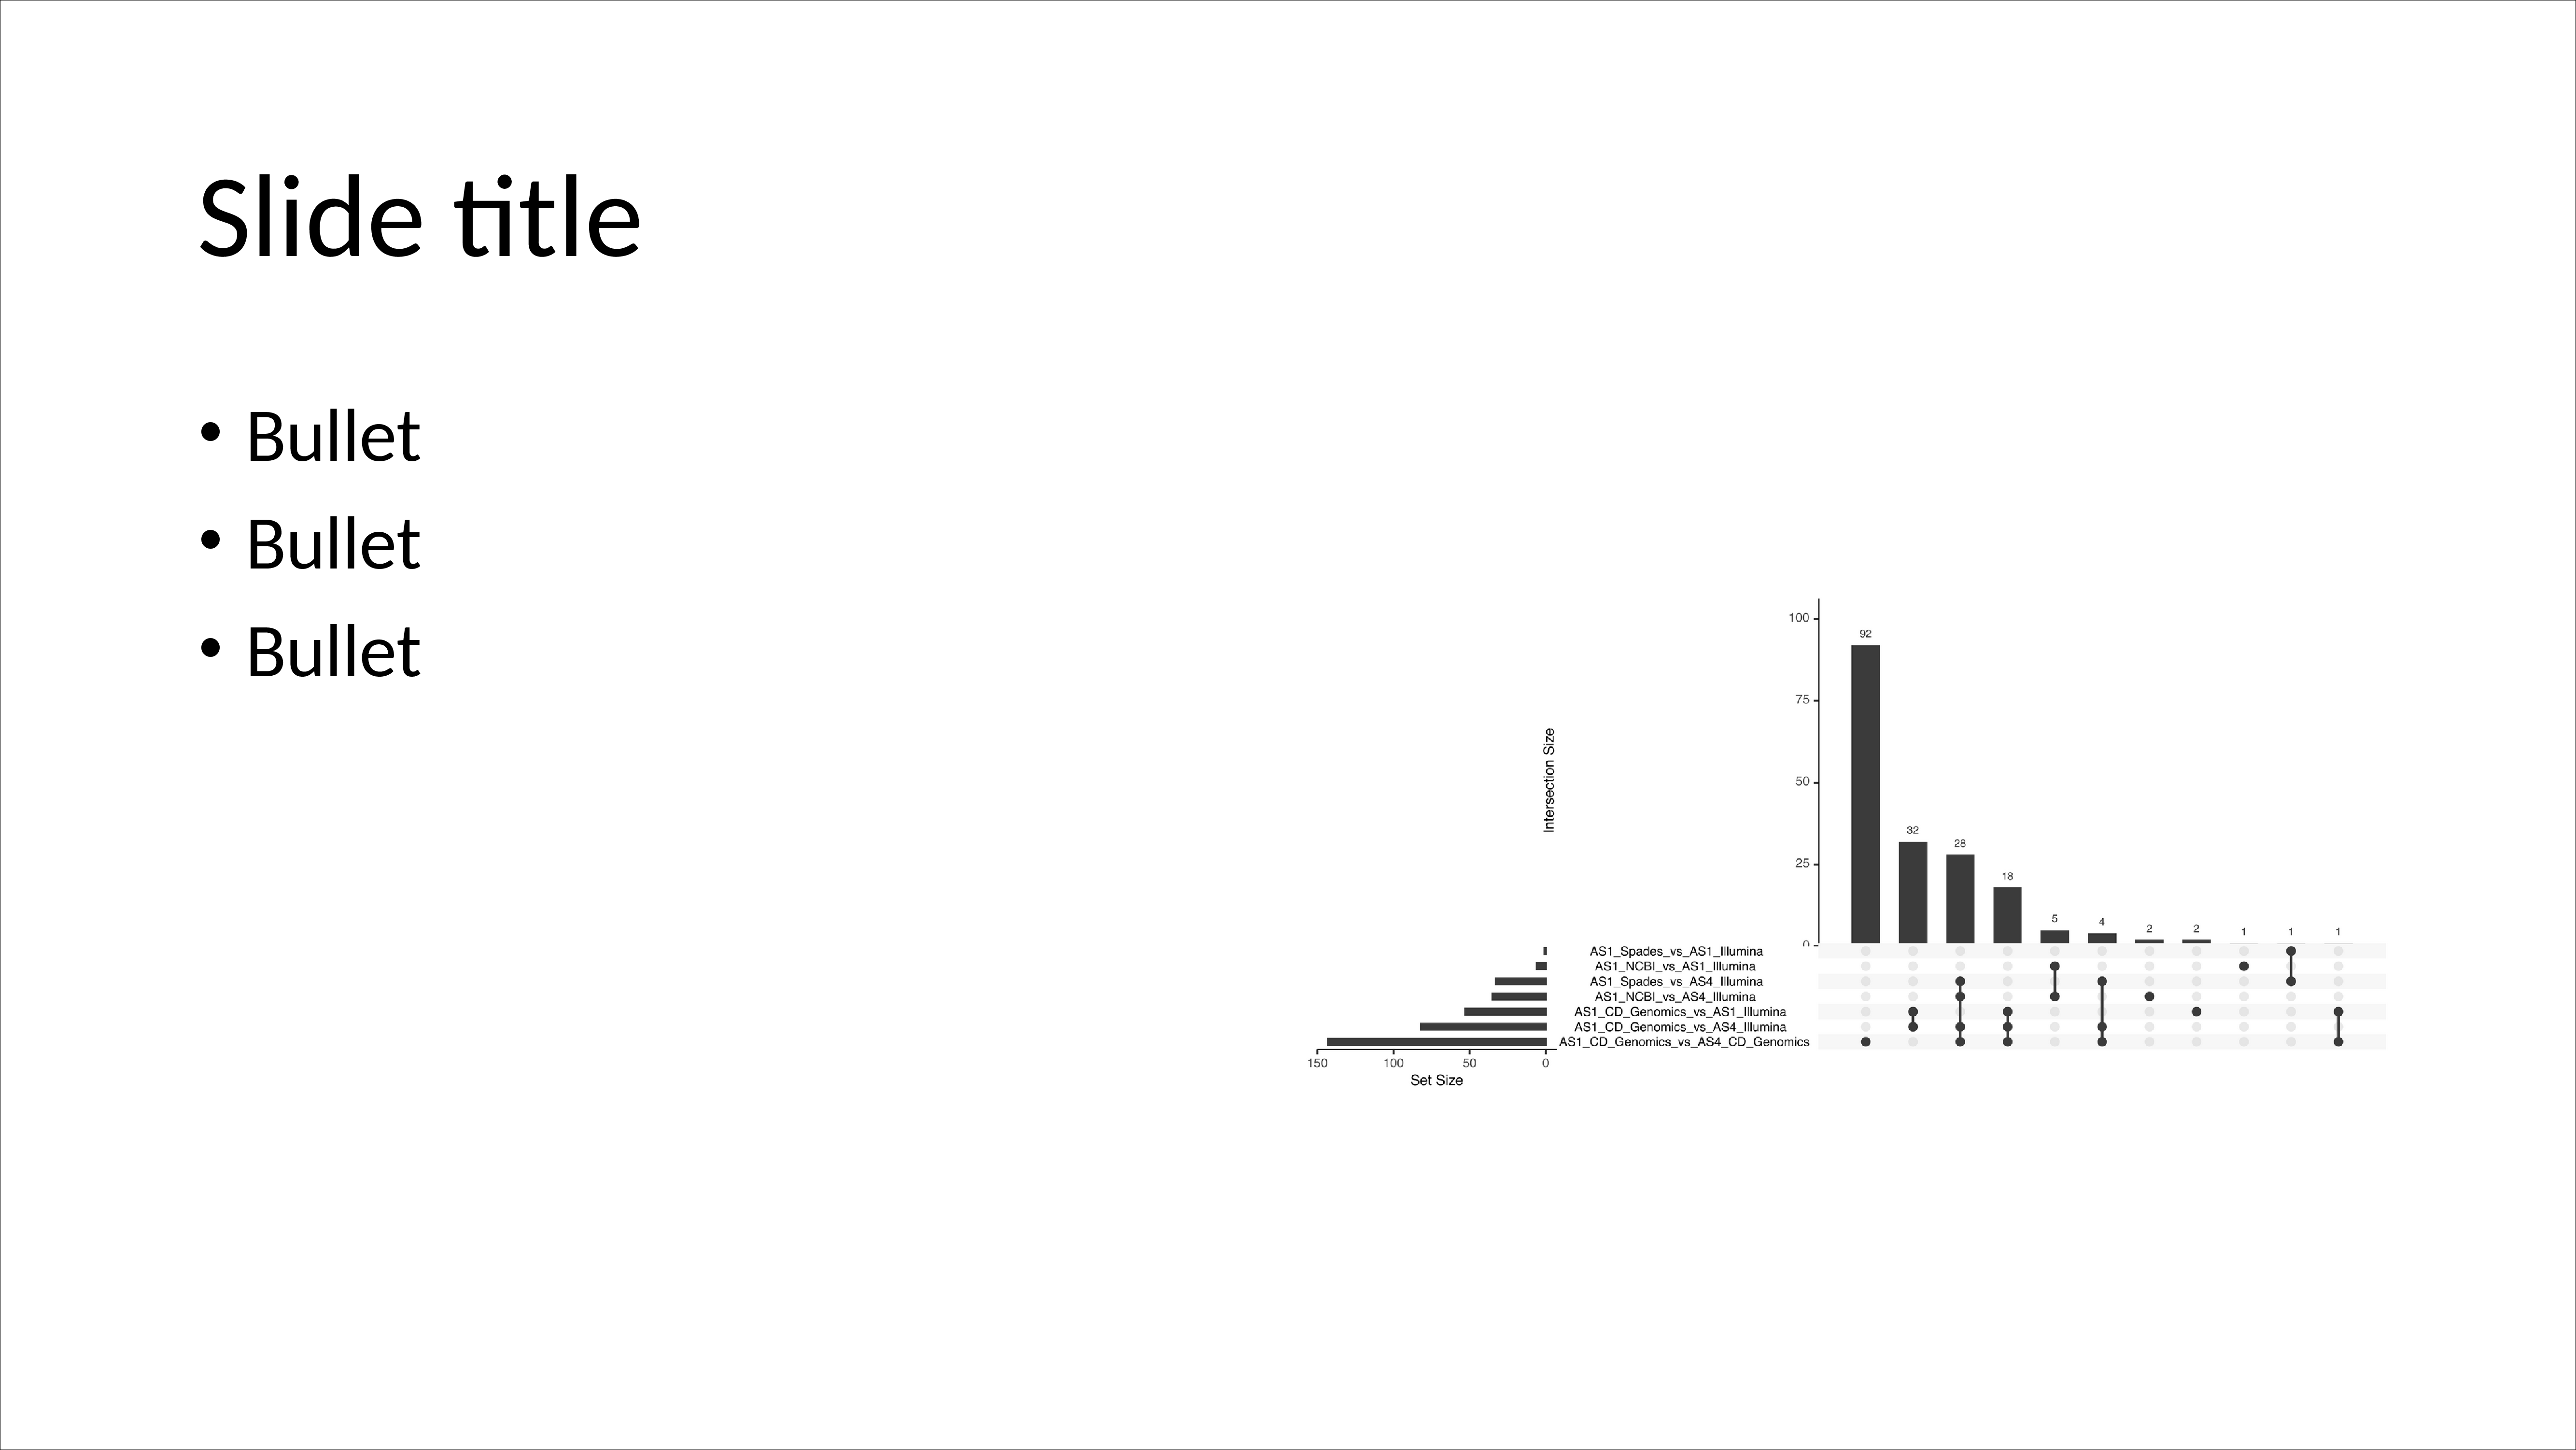 Slide title
• Bullet
• Bullet
• Bullet
Intersection Size
100
75
50
25
0
92
32
28
18
5
4
2
2
1
1
1
AS1_Spades_vs_AS1_Illumina
AS1_NCBI_vs_AS1_Illumina
AS1_Spades_vs_AS4_Illumina
AS1_NCBI_vs_AS4_Illumina
AS1_CD_Genomics_vs_AS1_Illumina
AS1_CD_Genomics_vs_AS4_Illumina
AS1_CD_Genomics_vs_AS4_CD_Genomics
150 100 50 0
Set Size